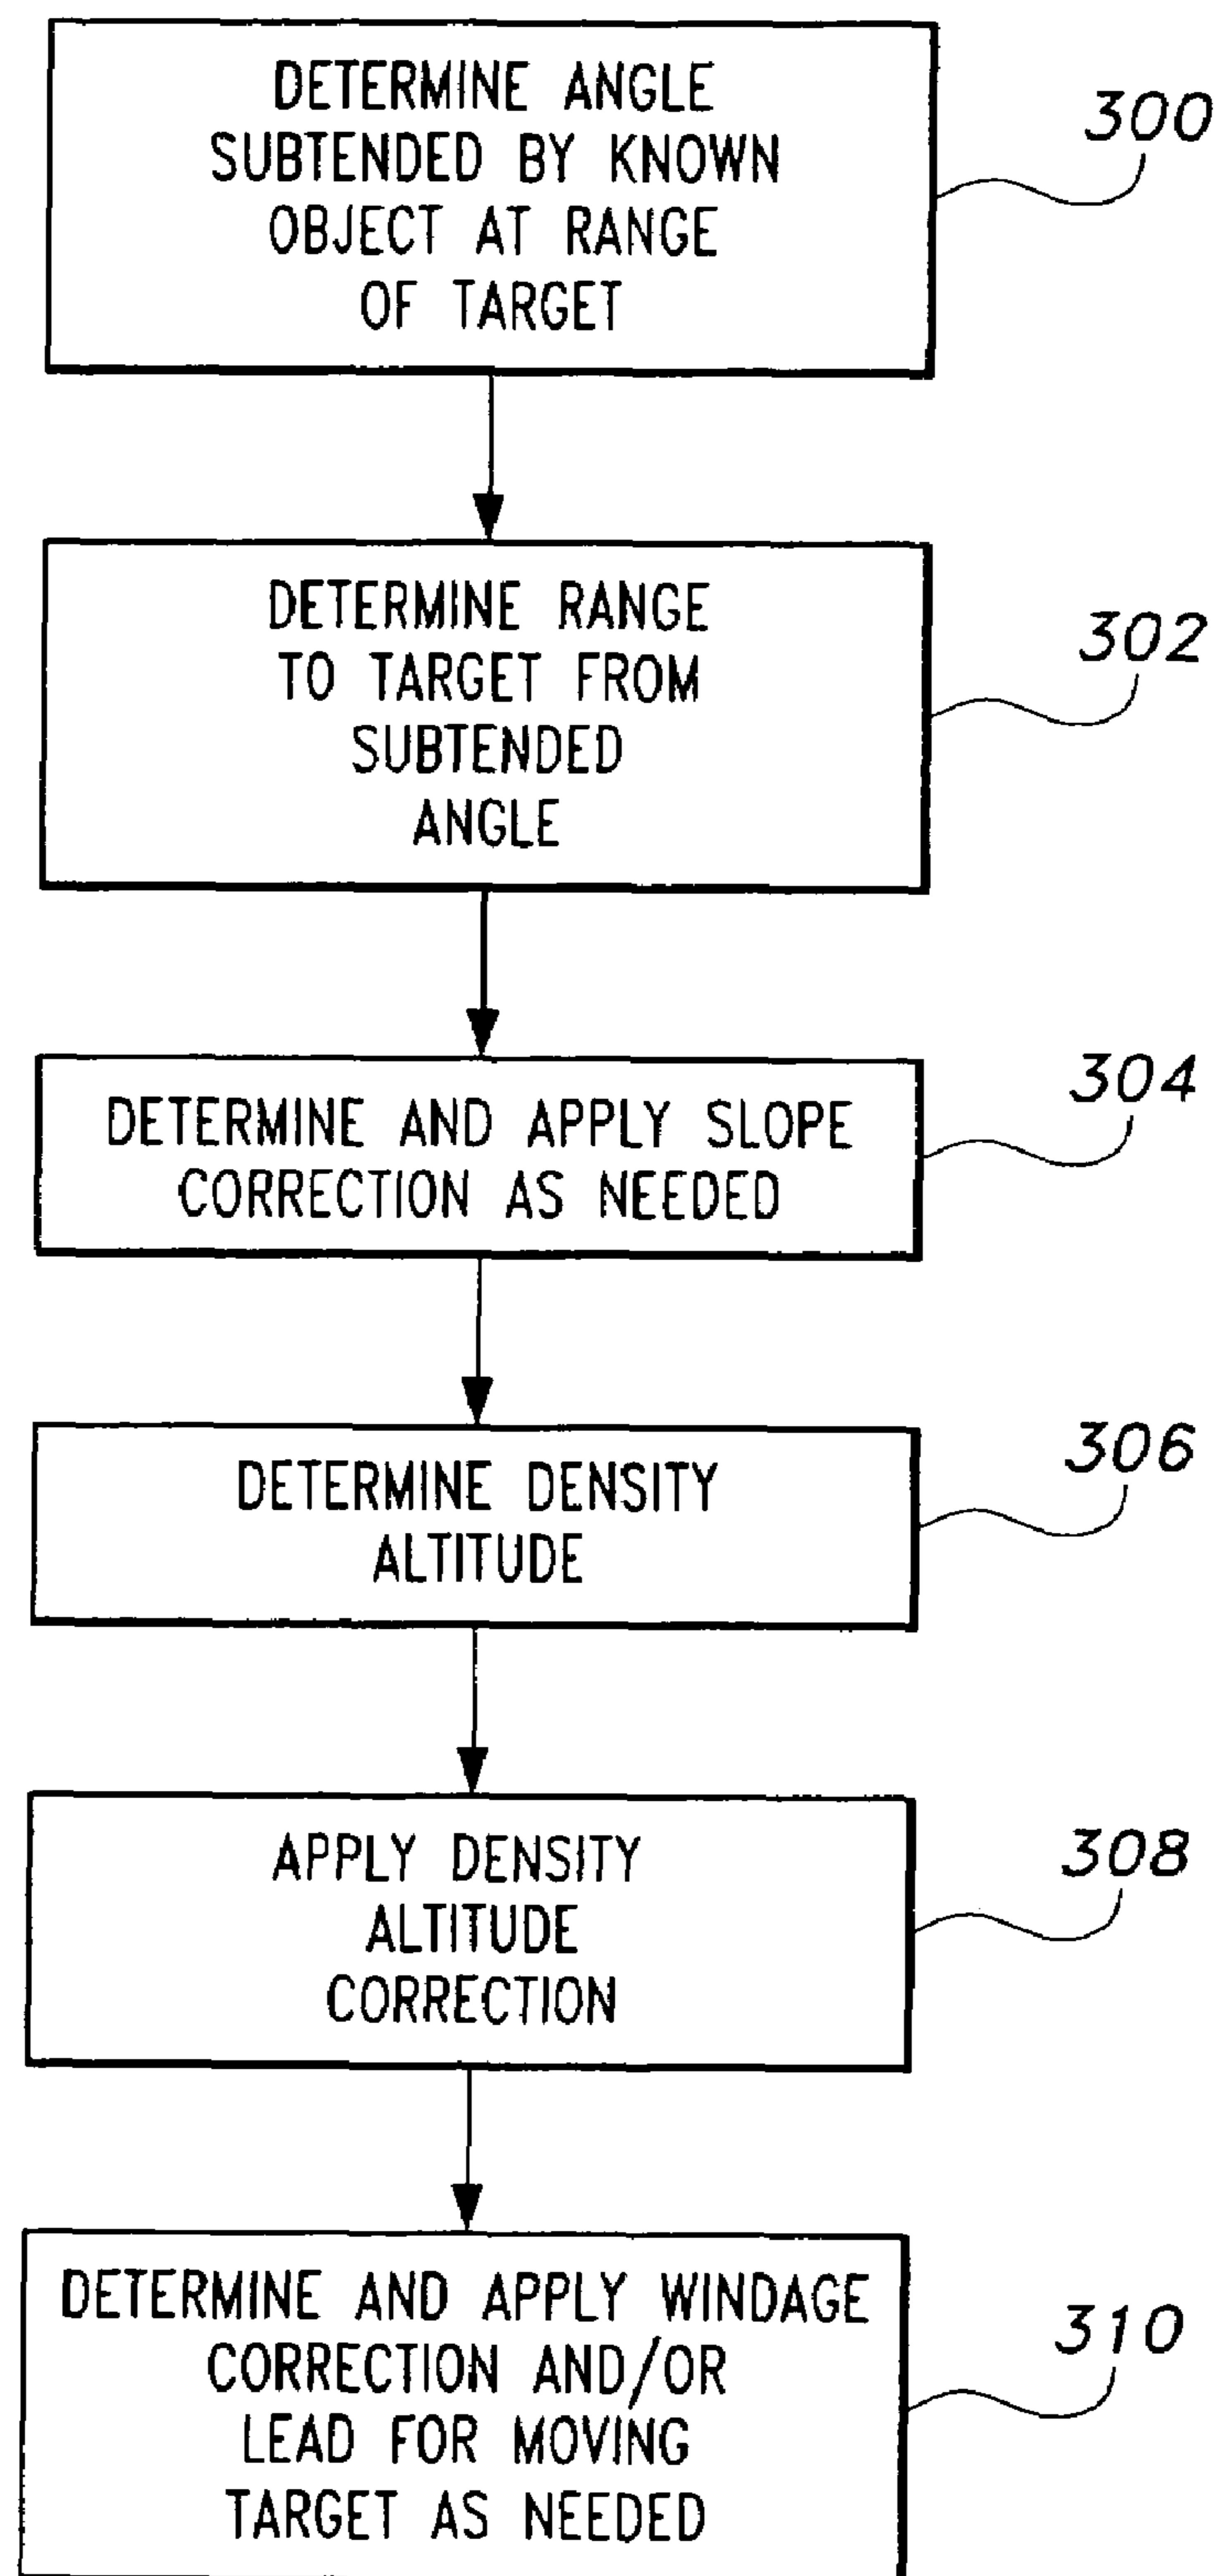 DETERMINE ANGLE
SUBTENDED BY KNOWN
OBJECT AT RANGE
OF TARGET
300
DETERMINE RANGE
TO TARGET FROM
SUBTENDED
ANGLE
302
DETERMINE AND APPLY SLOPE
CORRECTION AS NEEDED
304
DETERMINE DENSITY
ALTITUDE
306
APPLY DENSITY
ALTITUDE
CORRECTION
308
DETERMINE AND APPLY WINDAGE
CORRECTION AND/OR
LEAD FOR MOVING
TARGET AS NEEDED
310